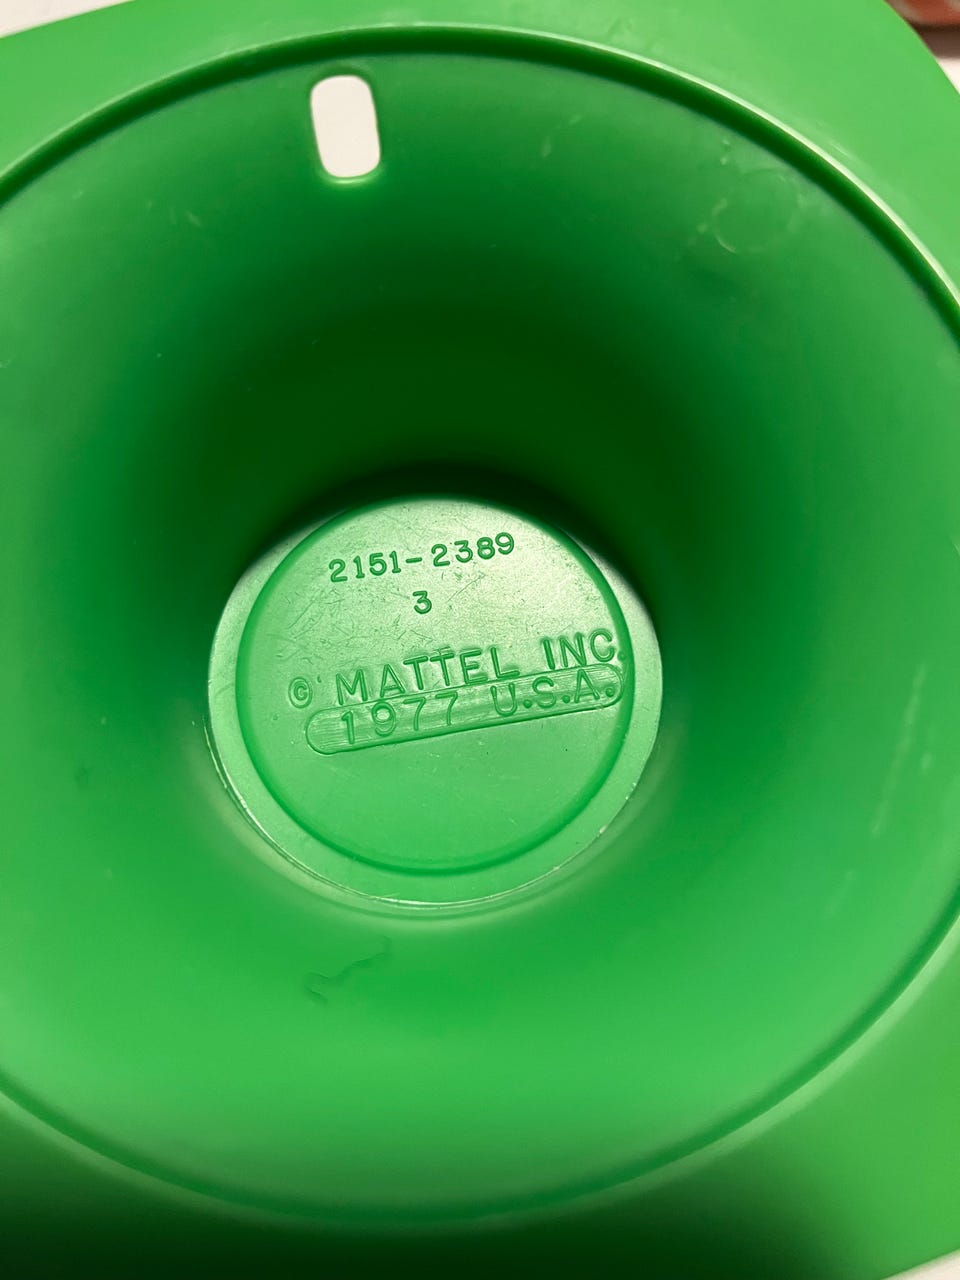 2151-2389
3
© MATTEL INC.
1977 U.S.A.